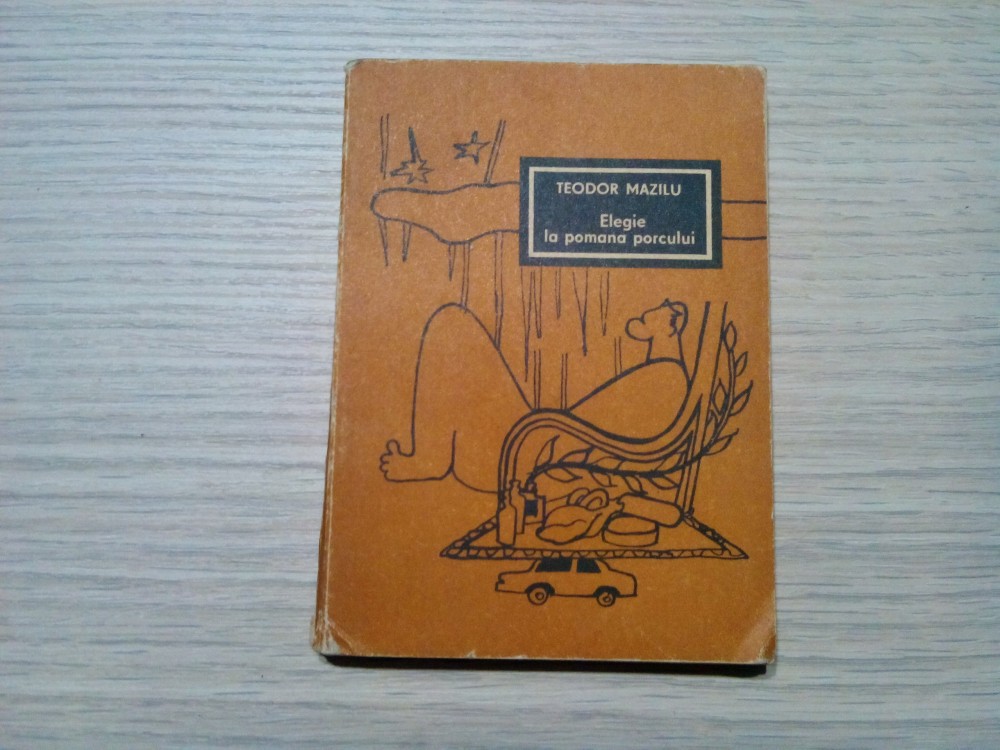 TEODOR MAZILU
Elegie
la pomana porcului